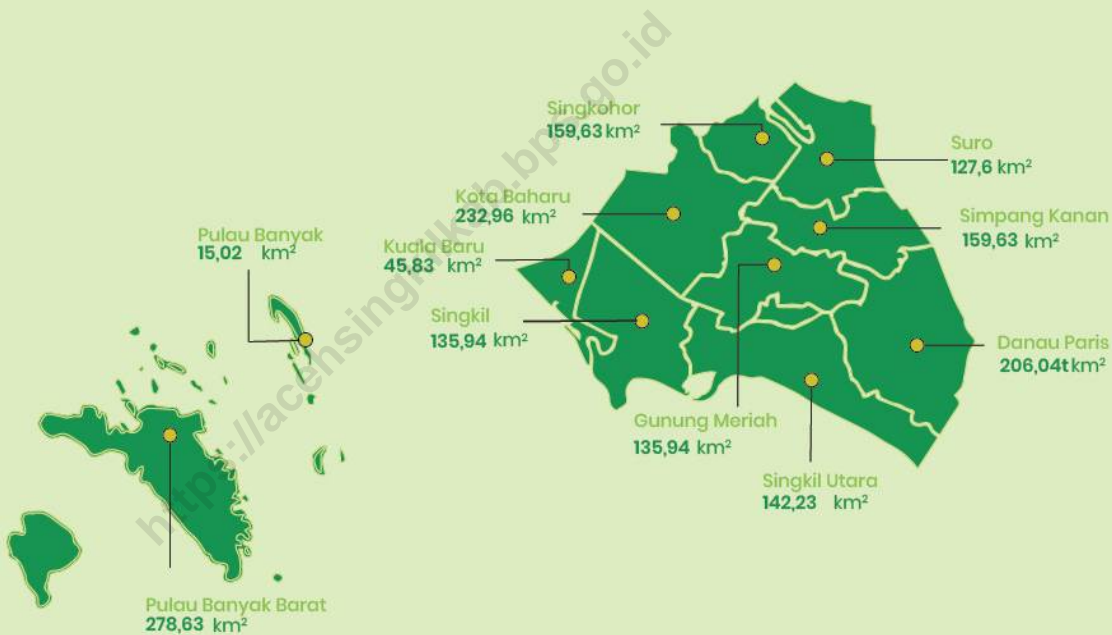 Singkohor
159,63 km²
Suro
127,6 km²
Kota Baharu
232,96 km²
Simpang Kanan
159,63 km²
Pulau Banyak
15,02 km²
Kuala Baru
45,83 km²
Singkil
135,94 km²
Danau Paris
206,04t km²
Gunung Meriah
135,94 km²
Singkil Utara
142,23 km²
Pulau Banyak Barat
278,63 km²
https://acehsingkilkab.bps.go.id